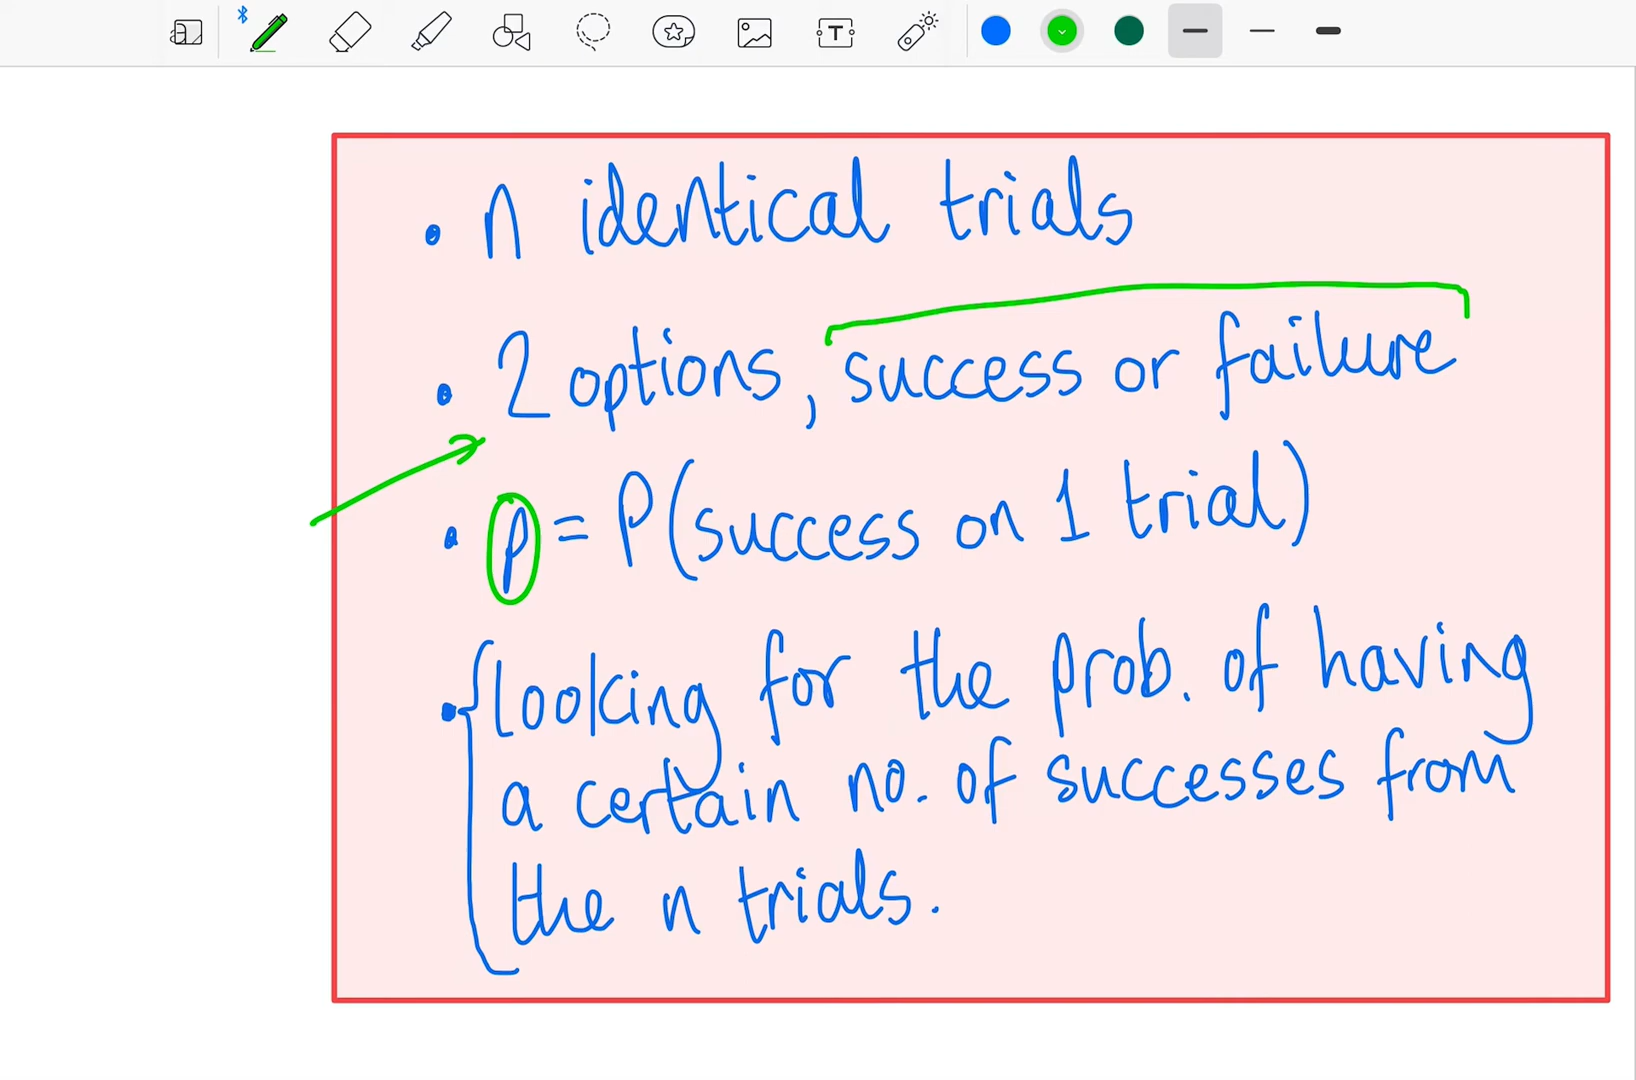 • n identical trials
• 2 options, success or failure
• p = P(success on 1 trial)
• looking for the prob. of having
a certain no. of successes from
the n trials.